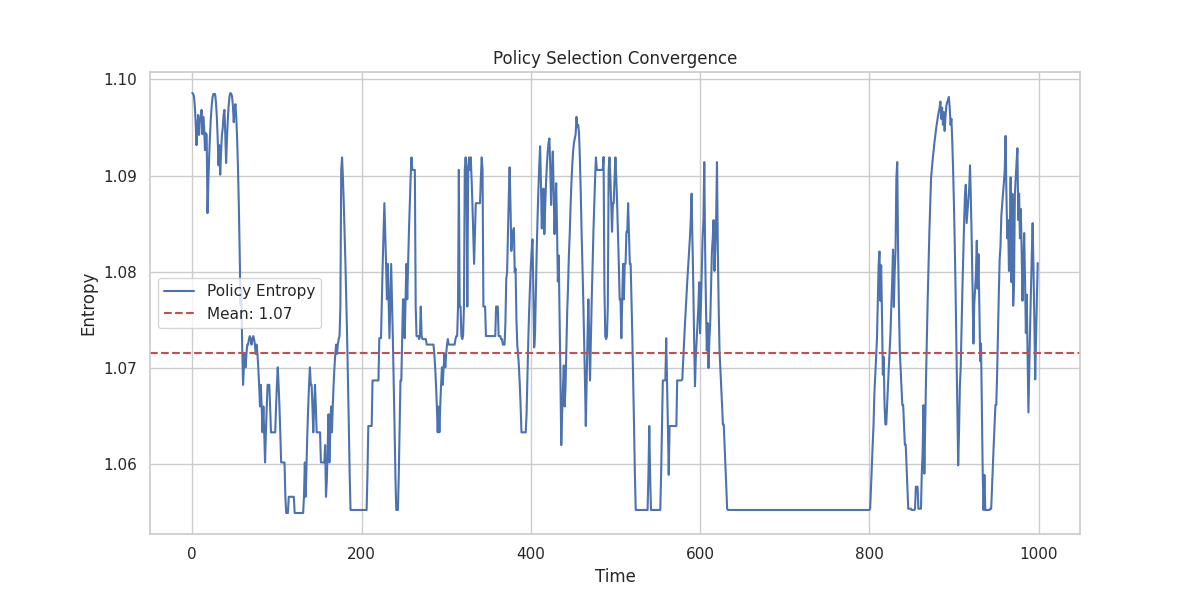 Policy Selection Convergence
1.10
1.09
1.08
1.07
1.06
Entropy
Policy Entropy
Mean: 1.07
0
200
400
600
800
1000
Time